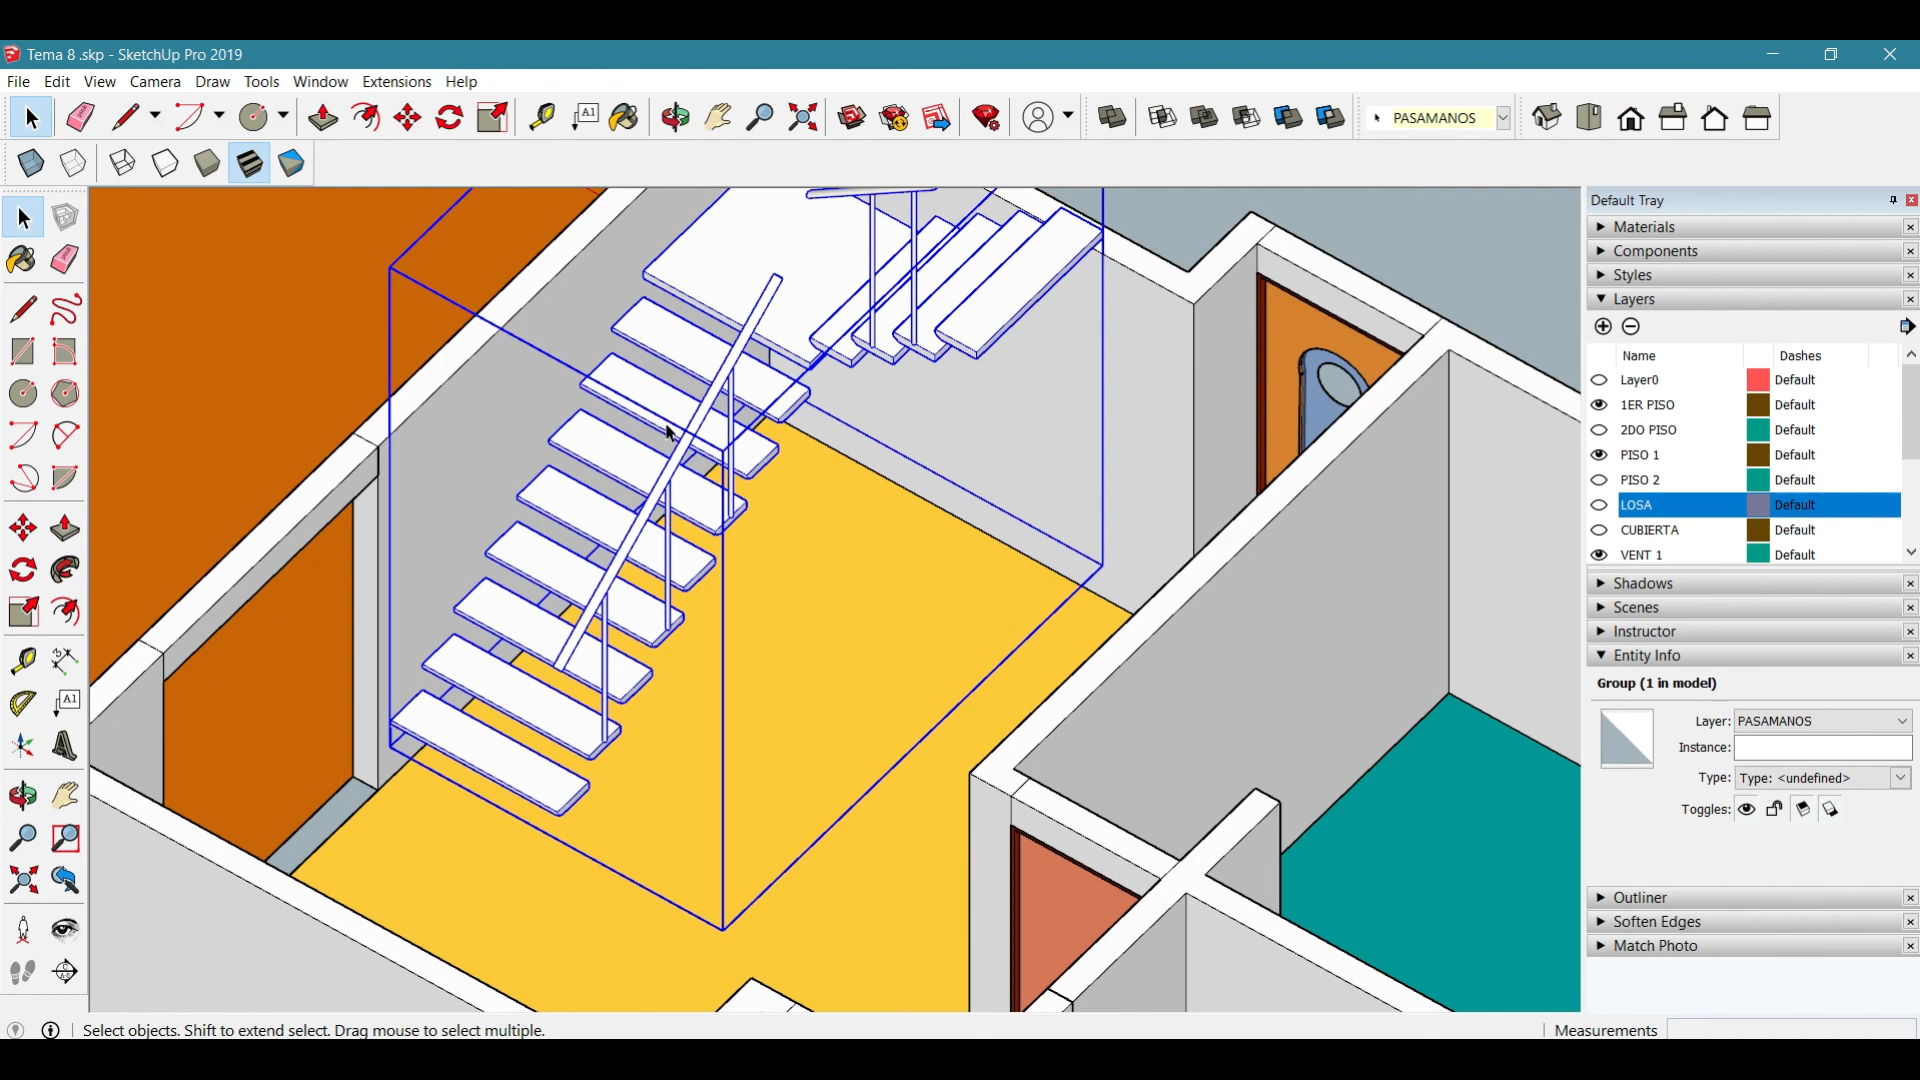 Tema 8 .skp - SketchUp Pro 2019
File Edit View Camera Draw Tools Window Extensions Help
A1 PASAMANOS
Default Tray
Materials
Components
Styles
Layers
Name Dashes
Layer0 Default
1ER PISO Default
2DO PISO Default
PISO 1 Default
PISO 2 Default
LOSA Default
CUBIERTA Default
VENT 1 Default
Shadows
Scenes
Instructor
Entity Info
Group (1 in model)
Layer: PASAMANOS
Instance:
Type: Type: <undefined>
Toggles:
Outliner
Soften Edges
Match Photo
A1
Select objects. Shift to extend select. Drag mouse to select multiple.
Measurements